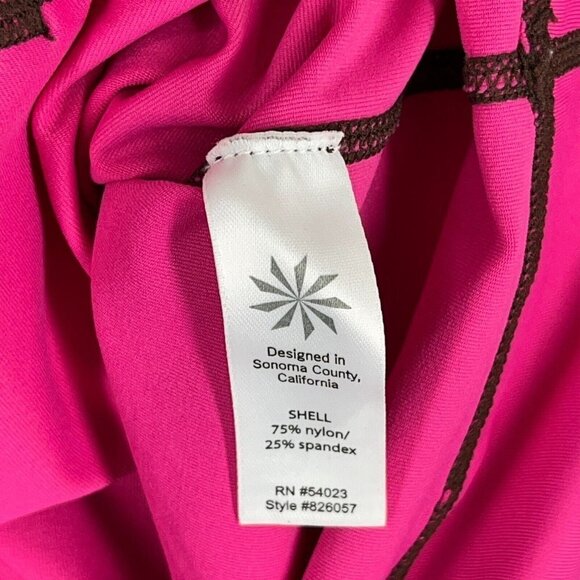 Designed in
Sonoma County,
California
SHELL
75% nylon/
25% spandex
RN #54023
Style #826057